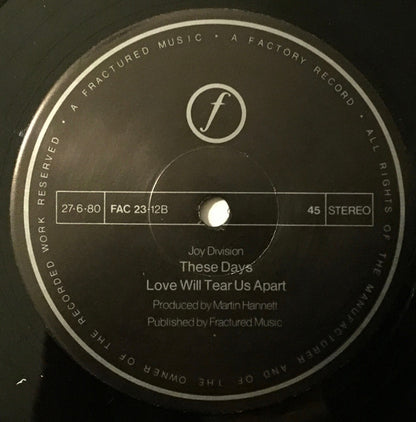 A FRACTURED MUSIC • A FACTORY RECORD • ALL RIGHTS OF THE MANUFACTURER AND OF THE OWNER OF THE RECORDED WORK RESERVED •
f
27·6·80 FAC 23-12B 45 STEREO
Joy Division
These Days
Love Will Tear Us Apart
Produced by Martin Hannett
Published by Fractured Music